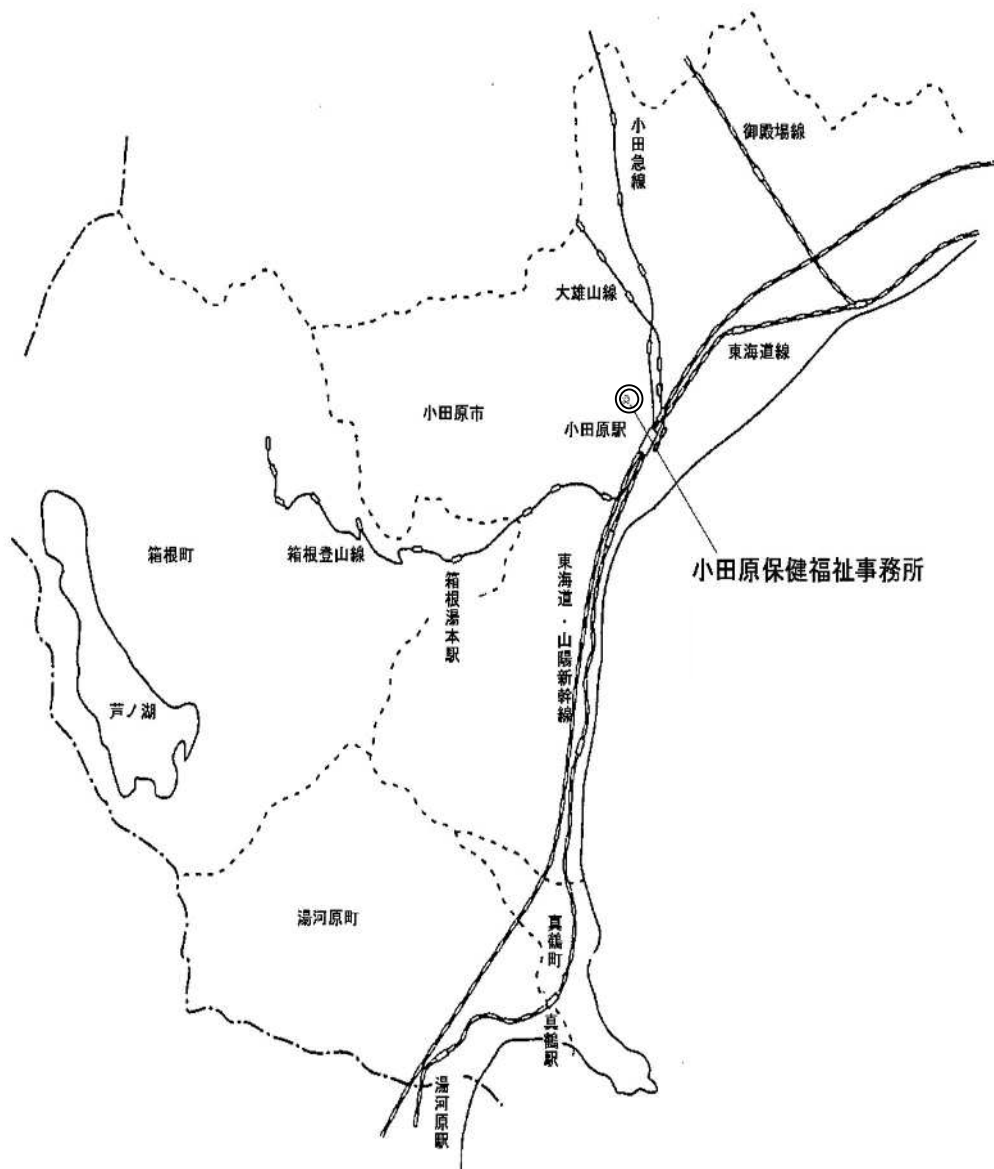 小田急線
御殿場線
大雄山線
東海道線
小田原市
小田原駅
箱根町
箱根登山線
箱根湯本駅
東海道・山陽新幹線
小田原保健福祉事務所
芦ノ湖
湯河原町
真鶴町
真鶴駅
湯河原駅